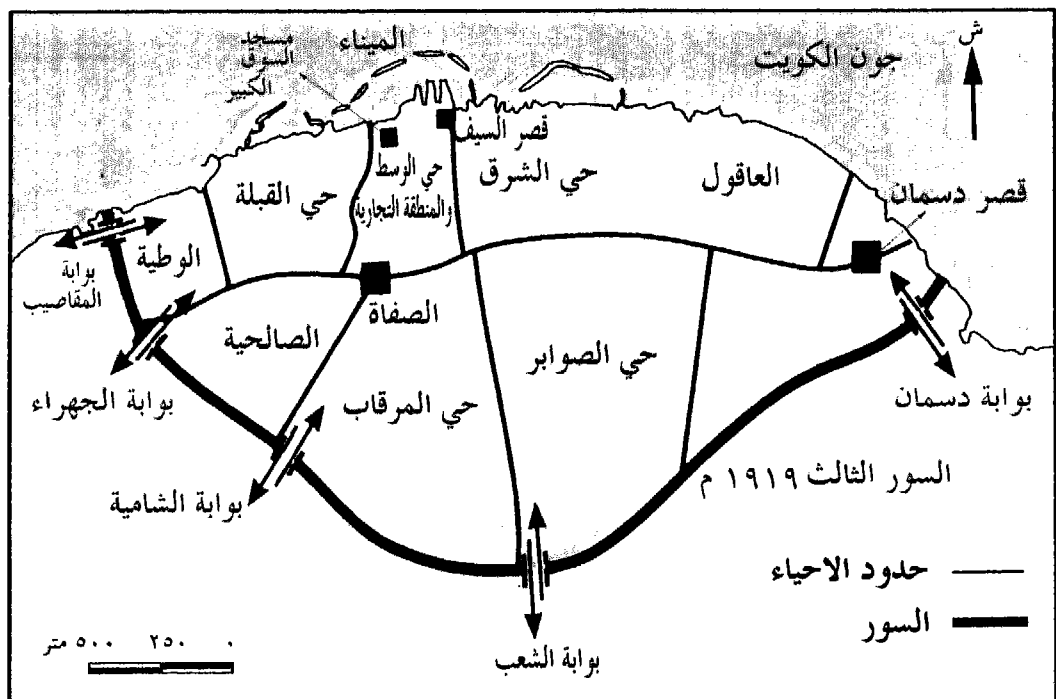 ش
جون الكويت
الميناء
مسجد
السوق
الكبير
قصر السيف
حي الوسط
والمنطقة التجارية
حي الشرق
العاقول
قصر دسمان
حي القبلة
الوطية
بوابة
المقاصيب
الصفاة
الصالحية
حي الصوابر
حي المرقاب
بوابة الجهراء
بوابة دسمان
بوابة الشامية
السور الثالث ١٩١٩ م
حدود الاحياء
السور
بوابة الشعب
٠ ٢٥٠ ٥٠٠ متر